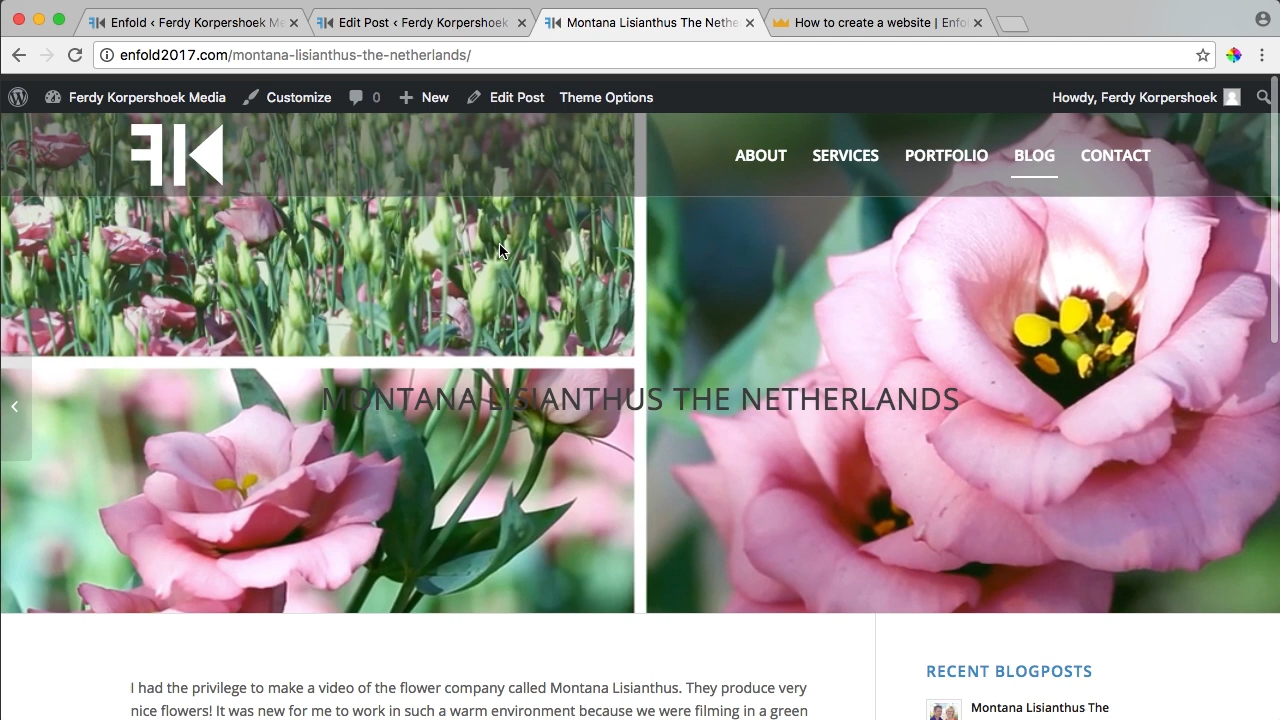 Enfold ‹ Ferdy Korpershoek Me
Edit Post ‹ Ferdy Korpershoek
Montana Lisianthus The Nethe
How to create a website | Enfo
enfold2017.com/montana-lisianthus-the-netherlands/
Ferdy Korpershoek Media
Customize
0
New
Edit Post
Theme Options
Howdy, Ferdy Korpershoek
FK
ABOUT
SERVICES
PORTFOLIO
BLOG
CONTACT
MONTANA LISIANTHUS THE NETHERLANDS
I had the privilege to make a video of the flower company called Montana Lisianthus. They produce very
nice flowers! It was new for me to work in such a warm environment because we were filming in a green
RECENT BLOGPOSTS
Montana Lisianthus The